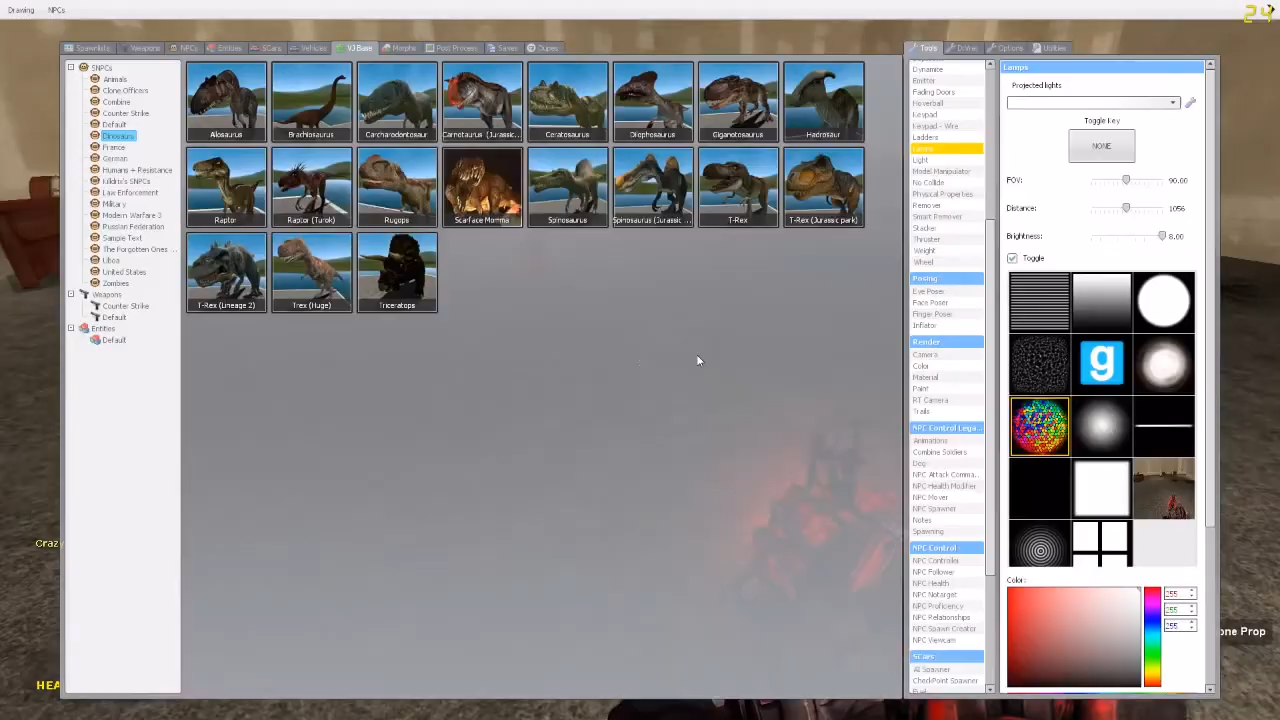 Drawing NPCs
24
Spawnlists Weapons NPCs Entities SCars Vehicles VJ Base Morphs Post Process Saves Dupes
Tools Drive Options Utilities
SNPCs
Animals
Clone Officers
Combine
Counter Strike
Default
Dinosaurs
France
German
Humans + Resistance
Kildrix's SNPCs
Law Enforcement
Military
Modern Warfare 3
Russian Federation
Sample Text
The Forgotten Ones ...
United States
Zombies
Weapons
Counter Strike
Default
Entities
Default
Allosaurus Brachiosaurus Carcharodontosaur Carnotaurus (Jurassic... Ceratosaurus Dilophosaurus Giganotosaurus Hadrosaur
Raptor Raptor (Turok) Rugops Scarface Momma Spinosaurus Spinosaurus (Jurassic ... T-Rex T-Rex (Jurassic park)
T-Rex (Lineage 2) Trex (Huge) Triceratops
Dynamite
Emitter
Fading Doors
Hoverball
Keypad
Keypad - Wire
Ladders
Lamps
Light
Model Manipulator
No Collide
Physical Properties
Remover
Smart Remover
Stacker
Thruster
Weight
Wheel
Posing
Eye Poser
Face Poser
Finger Poser
Inflator
Render
Camera
Color
Material
Paint
RT Camera
Trails
NPC Control Lega...
Animations
Combine Soldiers
Dog
NPC Attack Comma...
NPC Health Modifier
NPC Mover
NPC Spawner
Notes
Spawning
NPC Control
NPC Controller
NPC Follower
NPC Health
NPC Notarget
NPC Proficiency
NPC Relationships
NPC Spawn Creator
NPC Viewcam
SCars
CheckPoint Spawner
Lamps
Projected lights
Toggle Key
NONE
FOV: 90.00
Distance: 1056
Brightness: 8.00
Toggle
g
Color:
255
255
255
Crazy
HEA
one Prop